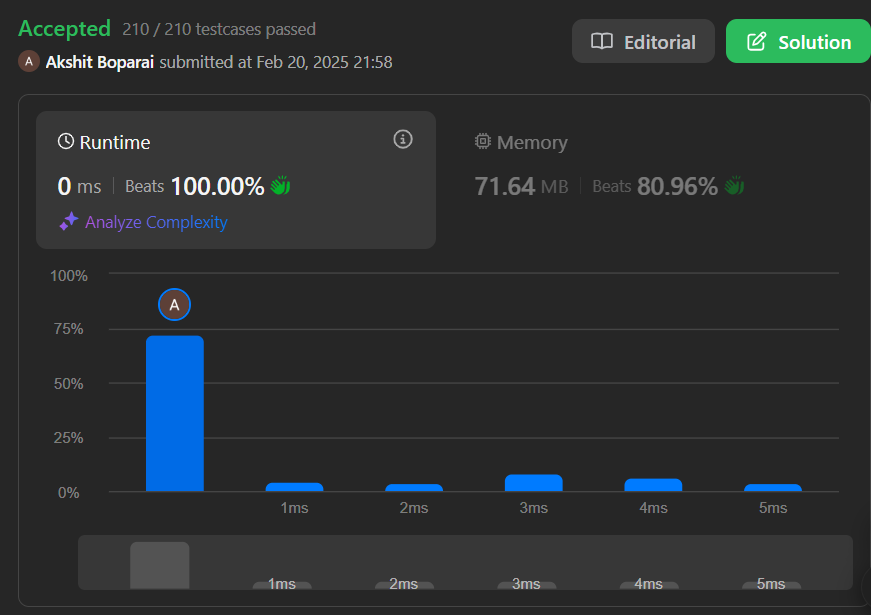 Accepted 210 / 210 testcases passed
Editorial
Solution
A Akshit Boparai submitted at Feb 20, 2025 21:58
Runtime
0 ms Beats 100.00%
Analyze Complexity
Memory
71.64 MB Beats 80.96%
100%
A
75%
50%
25%
0%
1ms 2ms 3ms 4ms 5ms
1ms 2ms 3ms 4ms 5ms